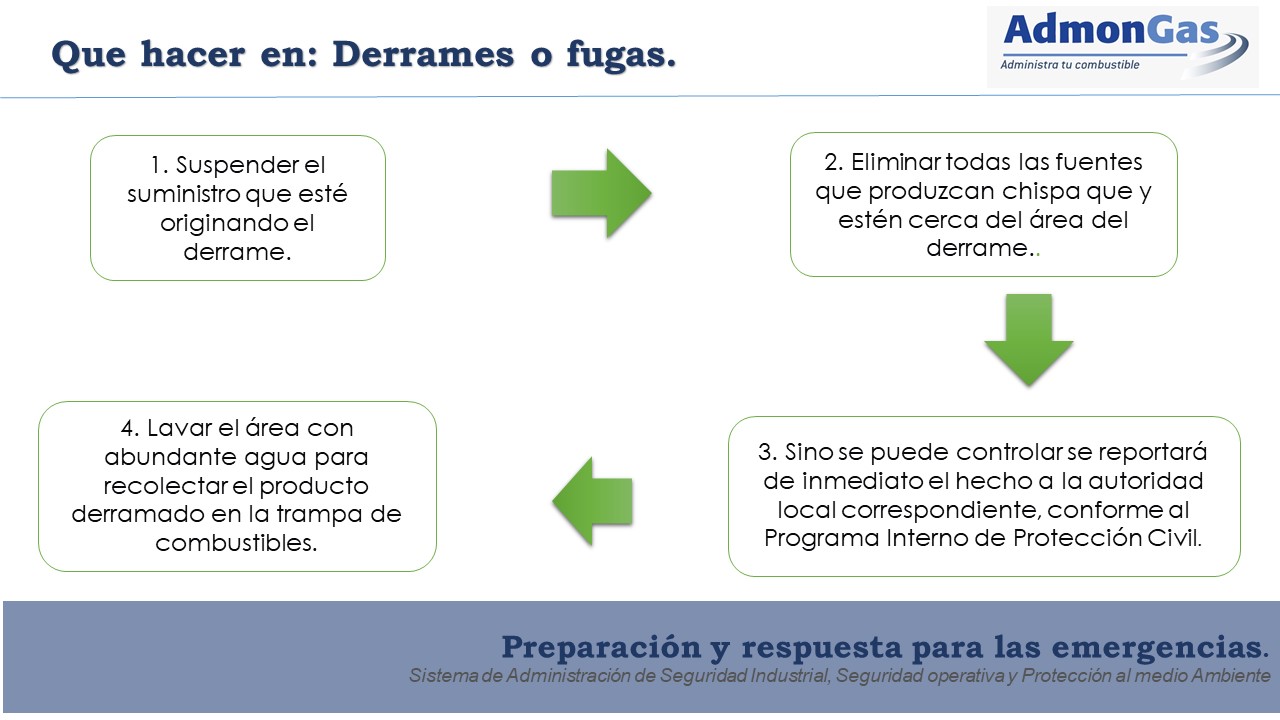 Que hacer en: Derrames o fugas.
AdmonGas
Administra tu combustible
1. Suspender el
suministro que esté
originando el
derrame.
2. Eliminar todas las fuentes
que produzcan chispa que y
estén cerca del área del
derrame..
3. Sino se puede controlar se reportará
de inmediato el hecho a la autoridad
local correspondiente, conforme al
Programa Interno de Protección Civil.
4. Lavar el área con
abundante agua para
recolectar el producto
derramado en la trampa de
combustibles.
Preparación y respuesta para las emergencias.
Sistema de Administración de Seguridad Industrial, Seguridad operativa y Protección al medio Ambiente